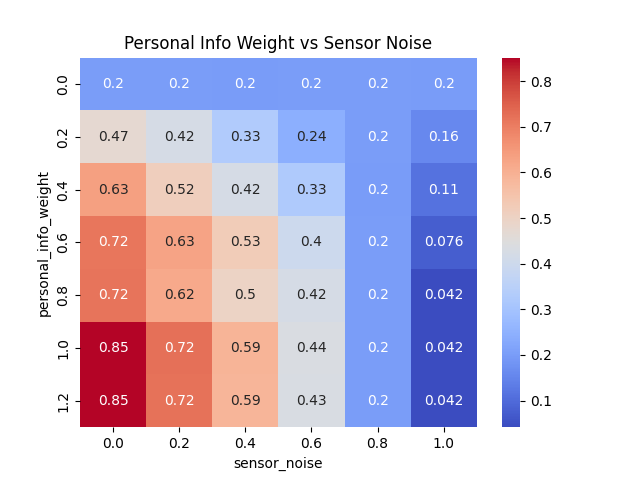 Personal Info Weight vs Sensor Noise
personal_info_weight
0.0 0.2 0.2 0.2 0.2 0.2 0.2
0.2 0.47 0.42 0.33 0.24 0.2 0.16
0.4 0.63 0.52 0.42 0.33 0.2 0.11
0.6 0.72 0.63 0.53 0.4 0.2 0.076
0.8 0.72 0.62 0.5 0.42 0.2 0.042
1.0 0.85 0.72 0.59 0.44 0.2 0.042
1.2 0.85 0.72 0.59 0.43 0.2 0.042
0.0 0.2 0.4 0.6 0.8 1.0
sensor_noise
0.8
0.7
0.6
0.5
0.4
0.3
0.2
0.1